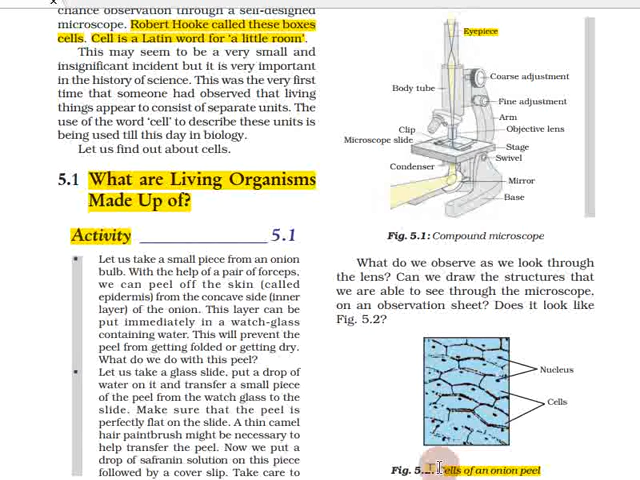 chance observation through a self-designed
microscope. Robert Hooke called these boxes
cells. Cell is a Latin word for 'a little room'.
This may seem to be a very small and
insignificant incident but it is very important
in the history of science. This was the very first
time that someone had observed that living
things appear to consist of separate units. The
use of the word 'cell' to describe these units is
being used till this day in biology.
Let us find out about cells.
5.1 What are Living Organisms
Made Up of?
Activity ______________ 5.1
• Let us take a small piece from an onion
bulb. With the help of a pair of forceps,
we can peel off the skin (called
epidermis) from the concave side (inner
layer) of the onion. This layer can be
put immediately in a watch-glass
containing water. This will prevent the
peel from getting folded or getting dry.
What do we do with this peel?
• Let us take a glass slide, put a drop of
water on it and transfer a small piece
of the peel from the watch glass to the
slide. Make sure that the peel is
perfectly flat on the slide. A thin camel
hair paintbrush might be necessary to
help transfer the peel. Now we put a
drop of safranin solution on this piece
followed by a cover slip. Take care to
Eyepiece
Coarse adjustment
Body tube
Fine adjustment
Arm
Clip
Objective lens
Microscope slide
Stage
Swivel
Condenser
Mirror
Base
Fig. 5.1: Compound microscope
What do we observe as we look through
the lens? Can we draw the structures that
we are able to see through the microscope,
on an observation sheet? Does it look like
Fig. 5.2?
Nucleus
Cells
Fig. 5.2: Cells of an onion peel